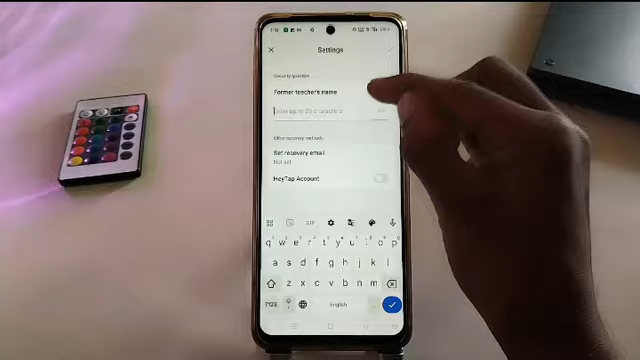 Settings
Security question
Former teacher's name
Enter up to 20 characters
Other recovery methods
Set recovery email
Not set
HeyTap Account
GIF
q w e r t y u i o p
a s d f g h j k l
z x c v b n m
?123 English .